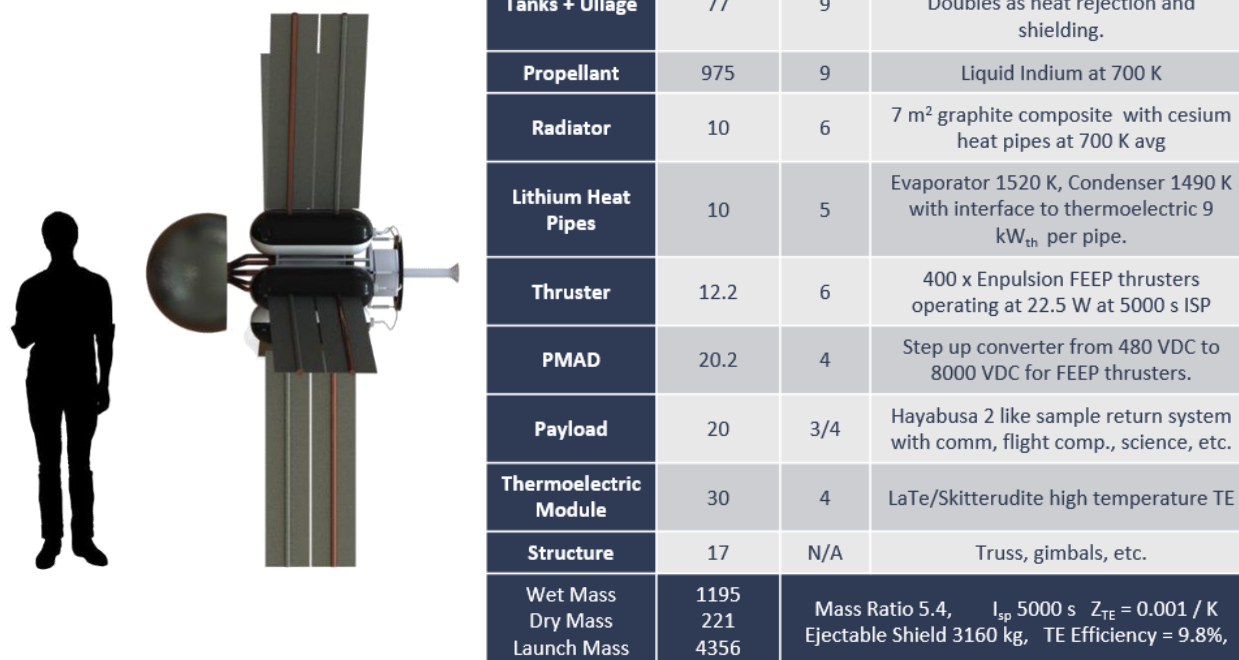 Tanks + Ullage 77 9 Doubles as heat rejection and
shielding.
Propellant 975 9 Liquid Indium at 700 K
Radiator 10 6 7 m² graphite composite with cesium
heat pipes at 700 K avg
Lithium Heat
Pipes 10 5 Evaporator 1520 K, Condenser 1490 K
with interface to thermoelectric 9
kWth per pipe.
Thruster 12.2 6 400 x Enpulsion FEEP thrusters
operating at 22.5 W at 5000 s ISP
PMAD 20.2 4 Step up converter from 480 VDC to
8000 VDC for FEEP thrusters.
Payload 20 3/4 Hayabusa 2 like sample return system
with comm, flight comp., science, etc.
Thermoelectric
Module 30 4 LaTe/Skitterudite high temperature TE
Structure 17 N/A Truss, gimbals, etc.
Wet Mass 1195
Dry Mass 221
Launch Mass 4356
Mass Ratio 5.4, Isp 5000 s ZTE = 0.001 / K
Ejectable Shield 3160 kg, TE Efficiency = 9.8%,